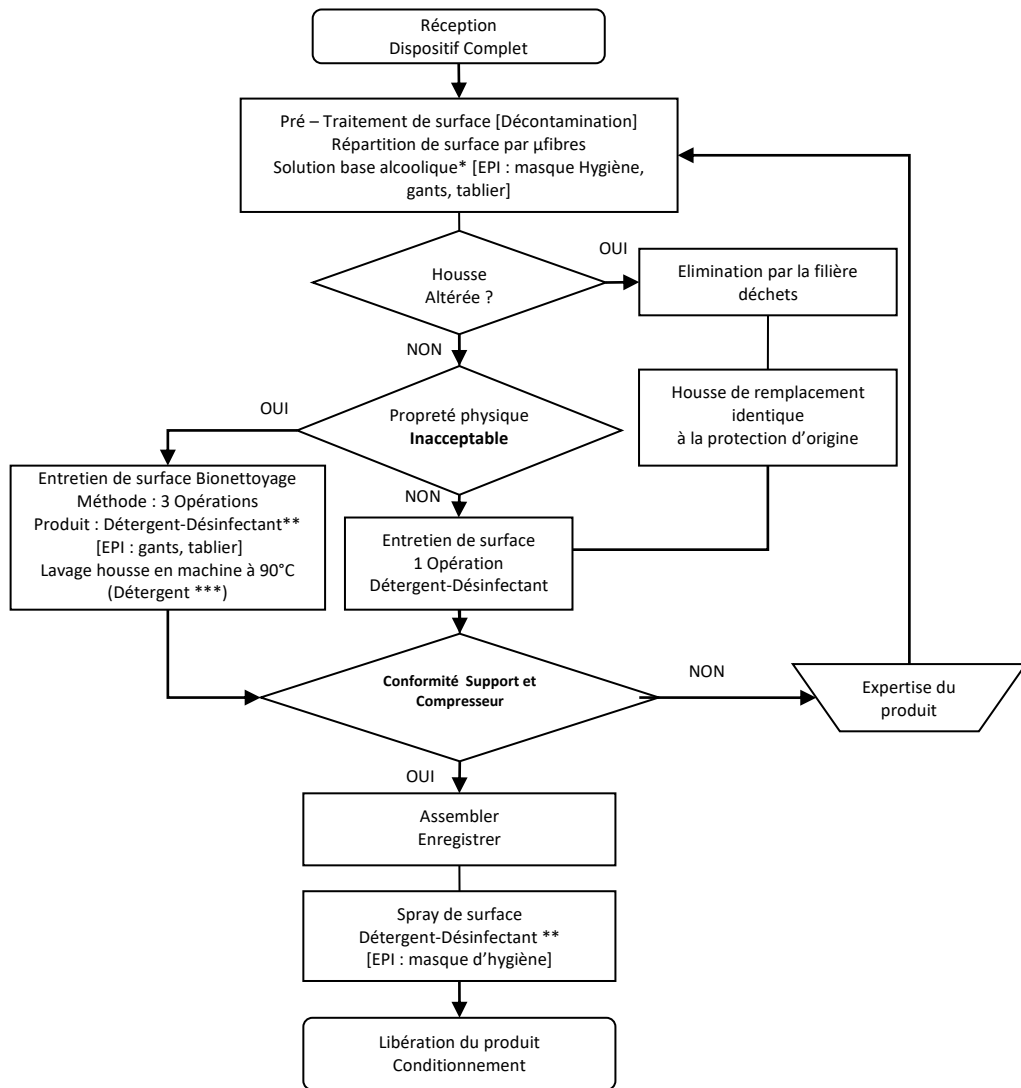 Réception
Dispositif Complet
Pré – Traitement de surface [Décontamination]
Répartition de surface par µfibres
Solution base alcoolique* [EPI : masque Hygiène,
gants, tablier]
OUI
Housse
Altérée ?
Elimination par la filière
déchets
NON
Housse de remplacement
identique
à la protection d’origine
OUI
Propreté physique
Inacceptable
Entretien de surface Bionettoyage
Méthode : 3 Opérations
Produit : Détergent-Désinfectant**
[EPI : gants, tablier]
Lavage housse en machine à 90°C
(Détergent ***)
NON
Entretien de surface
1 Opération
Détergent-Désinfectant
Conformité Support et
Compresseur
NON
Expertise du
produit
OUI
Assembler
Enregistrer
Spray de surface
Détergent-Désinfectant **
[EPI : masque d’hygiène]
Libération du produit
Conditionnement